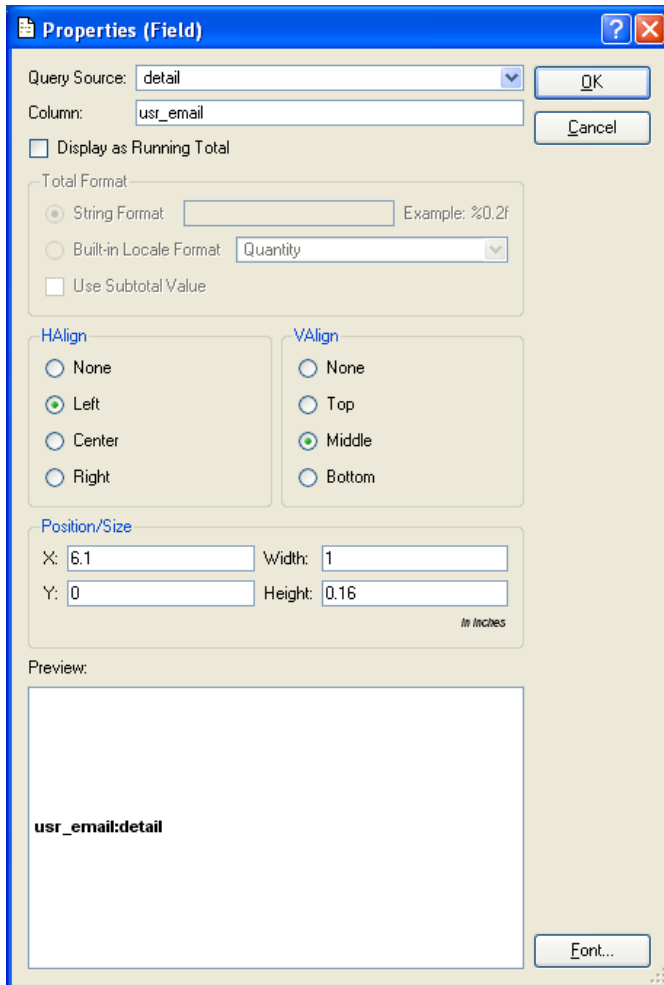 Properties (Field)
Query Source: detail
OK
Column: usr_email
Cancel
Display as Running Total
Total Format
String Format Example: %0.2f
Built-in Locale Format Quantity
Use Subtotal Value
HAlign VAlign
None None
Left Top
Center Middle
Right Bottom
Position/Size
X: 6.1 Width: 1
Y: 0 Height: 0.16
in inches
Preview:
usr_email:detail
Font...